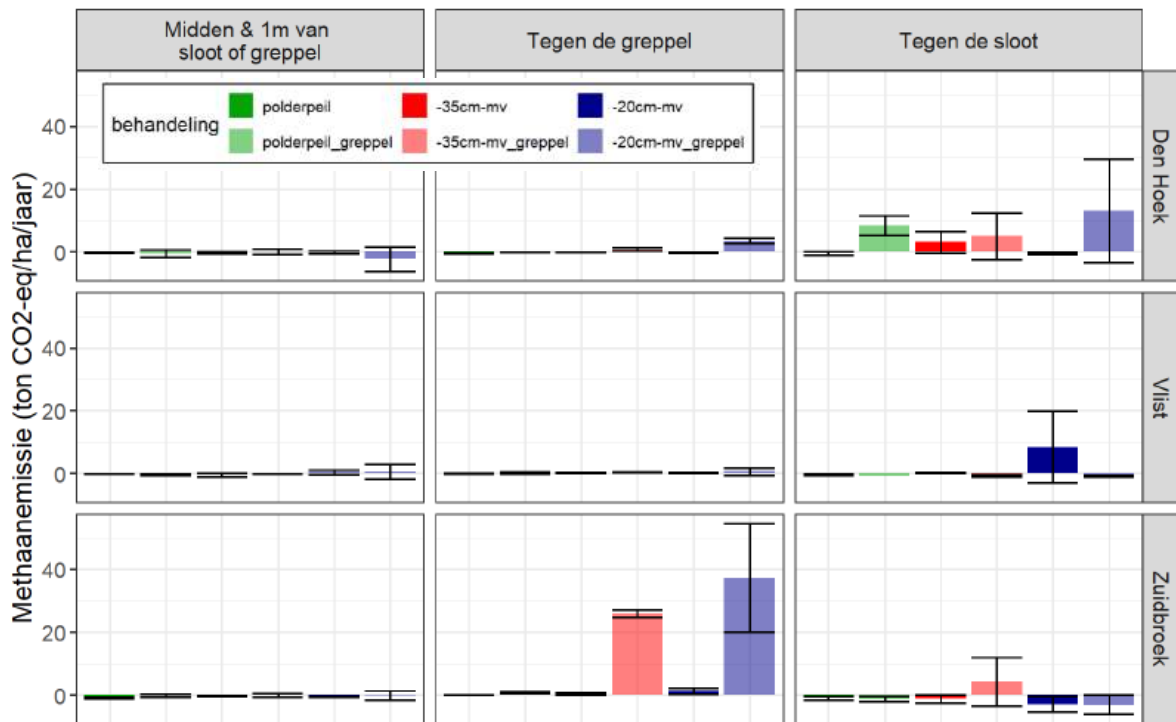 Midden & 1m van
sloot of greppel
Tegen de greppel
Tegen de sloot
behandeling
polderpeil
-35cm-mv
-20cm-mv
polderpeil_greppel
-35cm-mv_greppel
-20cm-mv_greppel
Methaanemissie (ton CO2-eq/ha/jaar)
40
20
0
Den Hoek
40
20
0
Vlist
40
20
0
Zuidbroek